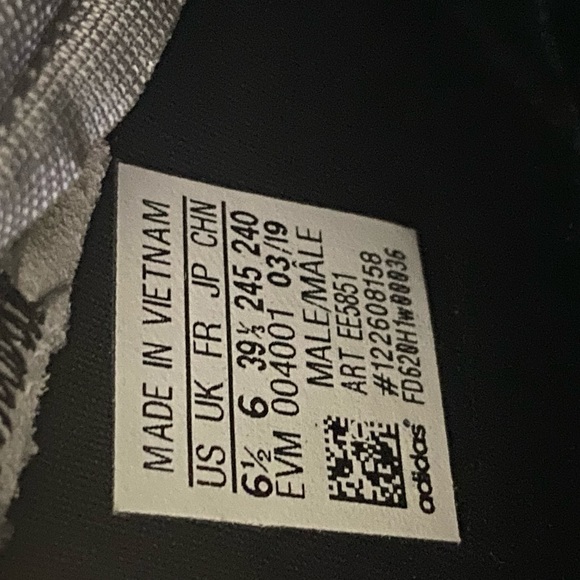 MADE IN VIETNAM
US UK FR JP CHN
6½ 6 39⅓ 245 240
EVM 004001 03/19
MALE/MÂLE
ART EE5851
#122608158
FD620H1W00036
adidas®